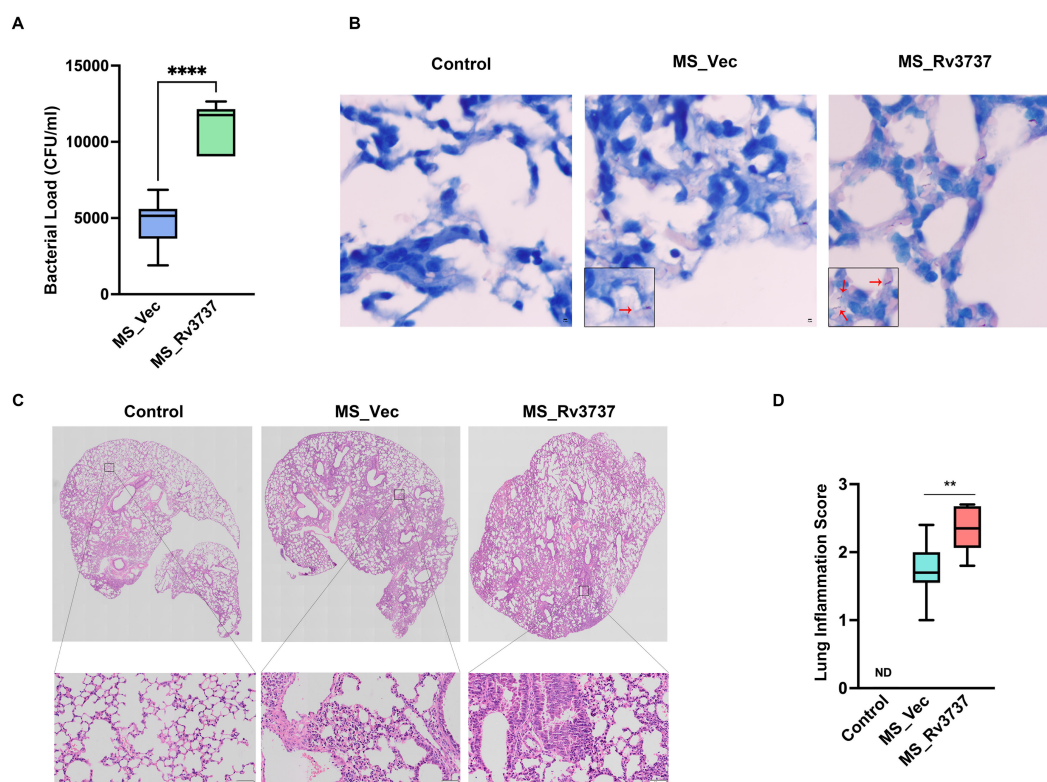 A
15000
10000
5000
0
Bacterial Load (CFU/ml)
****
MS_Vec
MS_Rv3737
B
Control
MS_Vec
MS_Rv3737
C
Control
MS_Vec
MS_Rv3737
D
3
2
1
0
Lung Inflammation Score
**
ND
Control
MS_Vec
MS_Rv3737